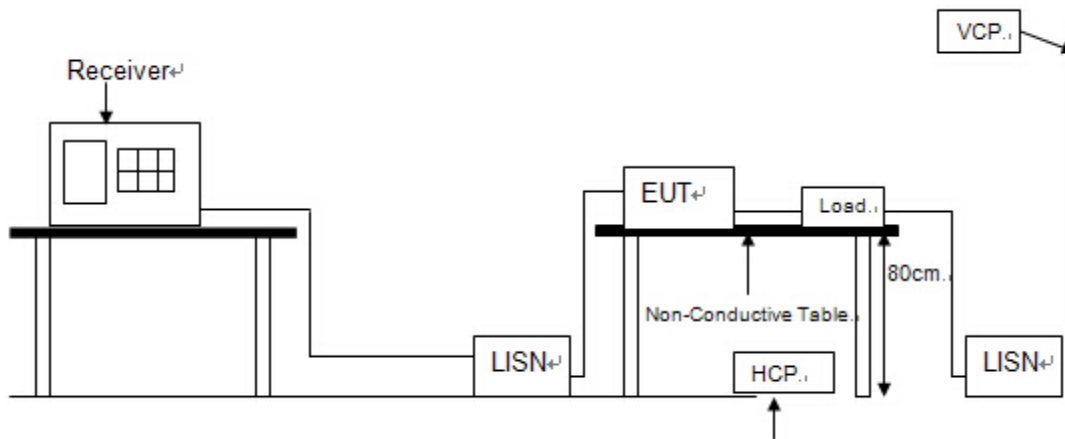 VCP.
Receiver↵
EUT↵
Load.
80cm.
Non-Conductive Table.
LISN↵
HCP.
LISN↵